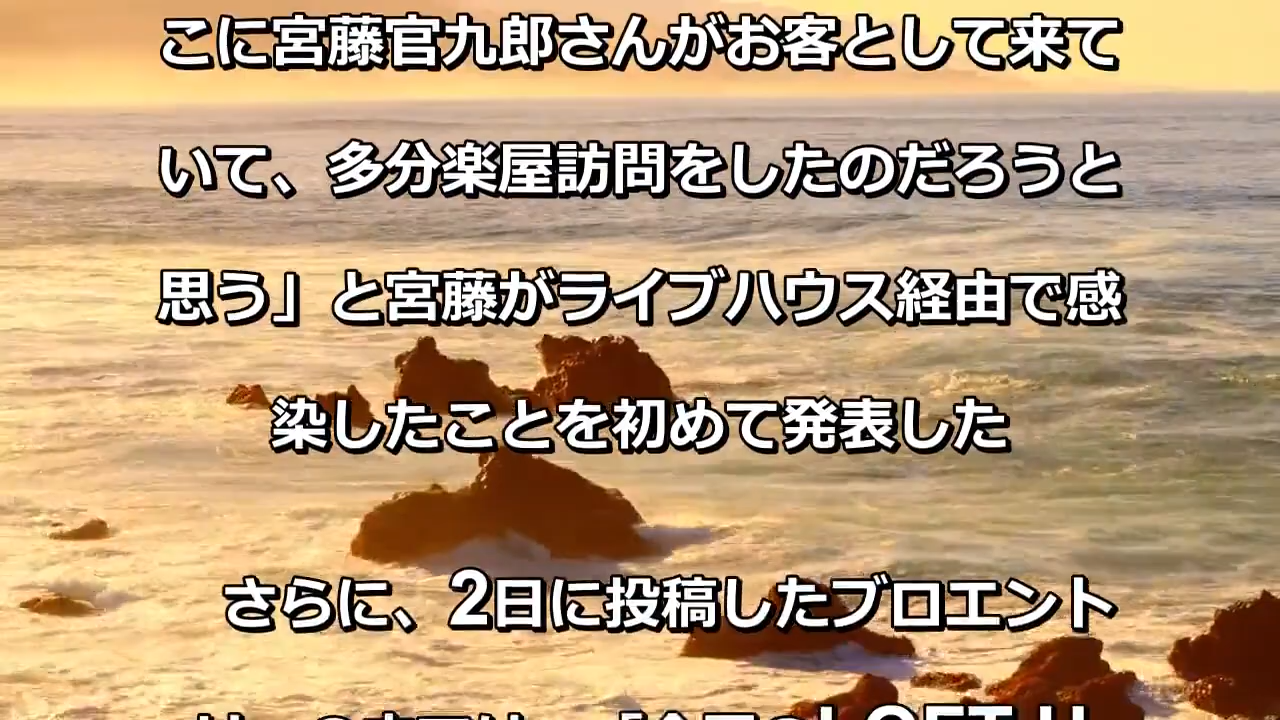 こに宮藤官九郎さんがお客として来て
いて、多分楽屋訪問をしたのだろうと
思う」と宮藤がライブハウス経由で感
染したことを初めて発表した
さらに、2日に投稿したブロエント